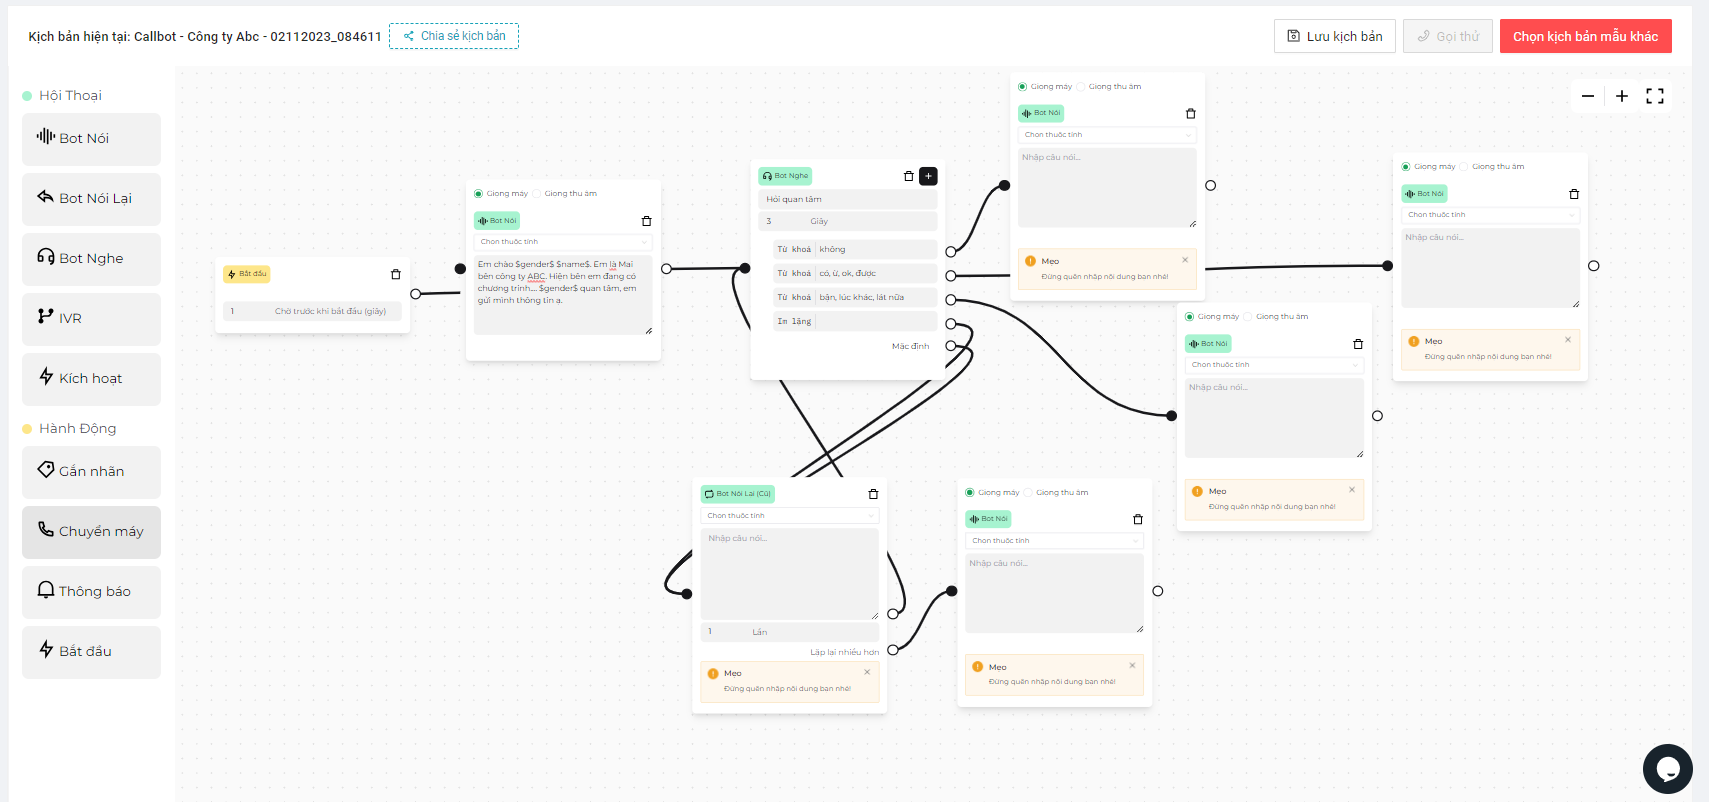 Kịch bản hiện tại: Callbot - Công ty Abc - 02112023_084611
Chia sẻ kịch bản
Lưu kịch bản
Gọi thử
Chọn kịch bản mẫu khác
Hội Thoại
Bot Nói
Bot Nói Lại
Bot Nghe
IVR
Kích hoạt
Hành Động
Gắn nhãn
Chuyển máy
Thông báo
Bắt đầu
Bắt đầu
1 Chờ trước khi bắt đầu (giây)
Giọng máy Giọng thu âm
Bot Nói
Chọn thuộc tính
Em chào $gender$ $name$. Em là Mai
bên công ty ABC. Hiện bên em đang có
chương trình.... $gender$ quan tâm, em
gửi mình thông tin ạ.
Bot Nghe
Hỏi quan tâm
3 Giây
Từ khoá không
Từ khoá có, ừ, ok, được
Từ khoá bận, lúc khác, lát nữa
Im lặng
Mặc định
Giọng máy Giọng thu âm
Bot Nói
Chọn thuộc tính
Nhập câu nói...
Mẹo
Đừng quên nhập nội dung bạn nhé!
Giọng máy Giọng thu âm
Bot Nói
Chọn thuộc tính
Nhập câu nói...
Mẹo
Đừng quên nhập nội dung bạn nhé!
Giọng máy Giọng thu âm
Bot Nói
Chọn thuộc tính
Nhập câu nói...
Mẹo
Đừng quên nhập nội dung bạn nhé!
Bot Nói Lại (Cũ)
Chọn thuộc tính
Nhập câu nói...
1 Lần
Lặp lại nhiều hơn
Mẹo
Đừng quên nhập nội dung bạn nhé!
Giọng máy Giọng thu âm
Bot Nói
Chọn thuộc tính
Nhập câu nói...
Mẹo
Đừng quên nhập nội dung bạn nhé!